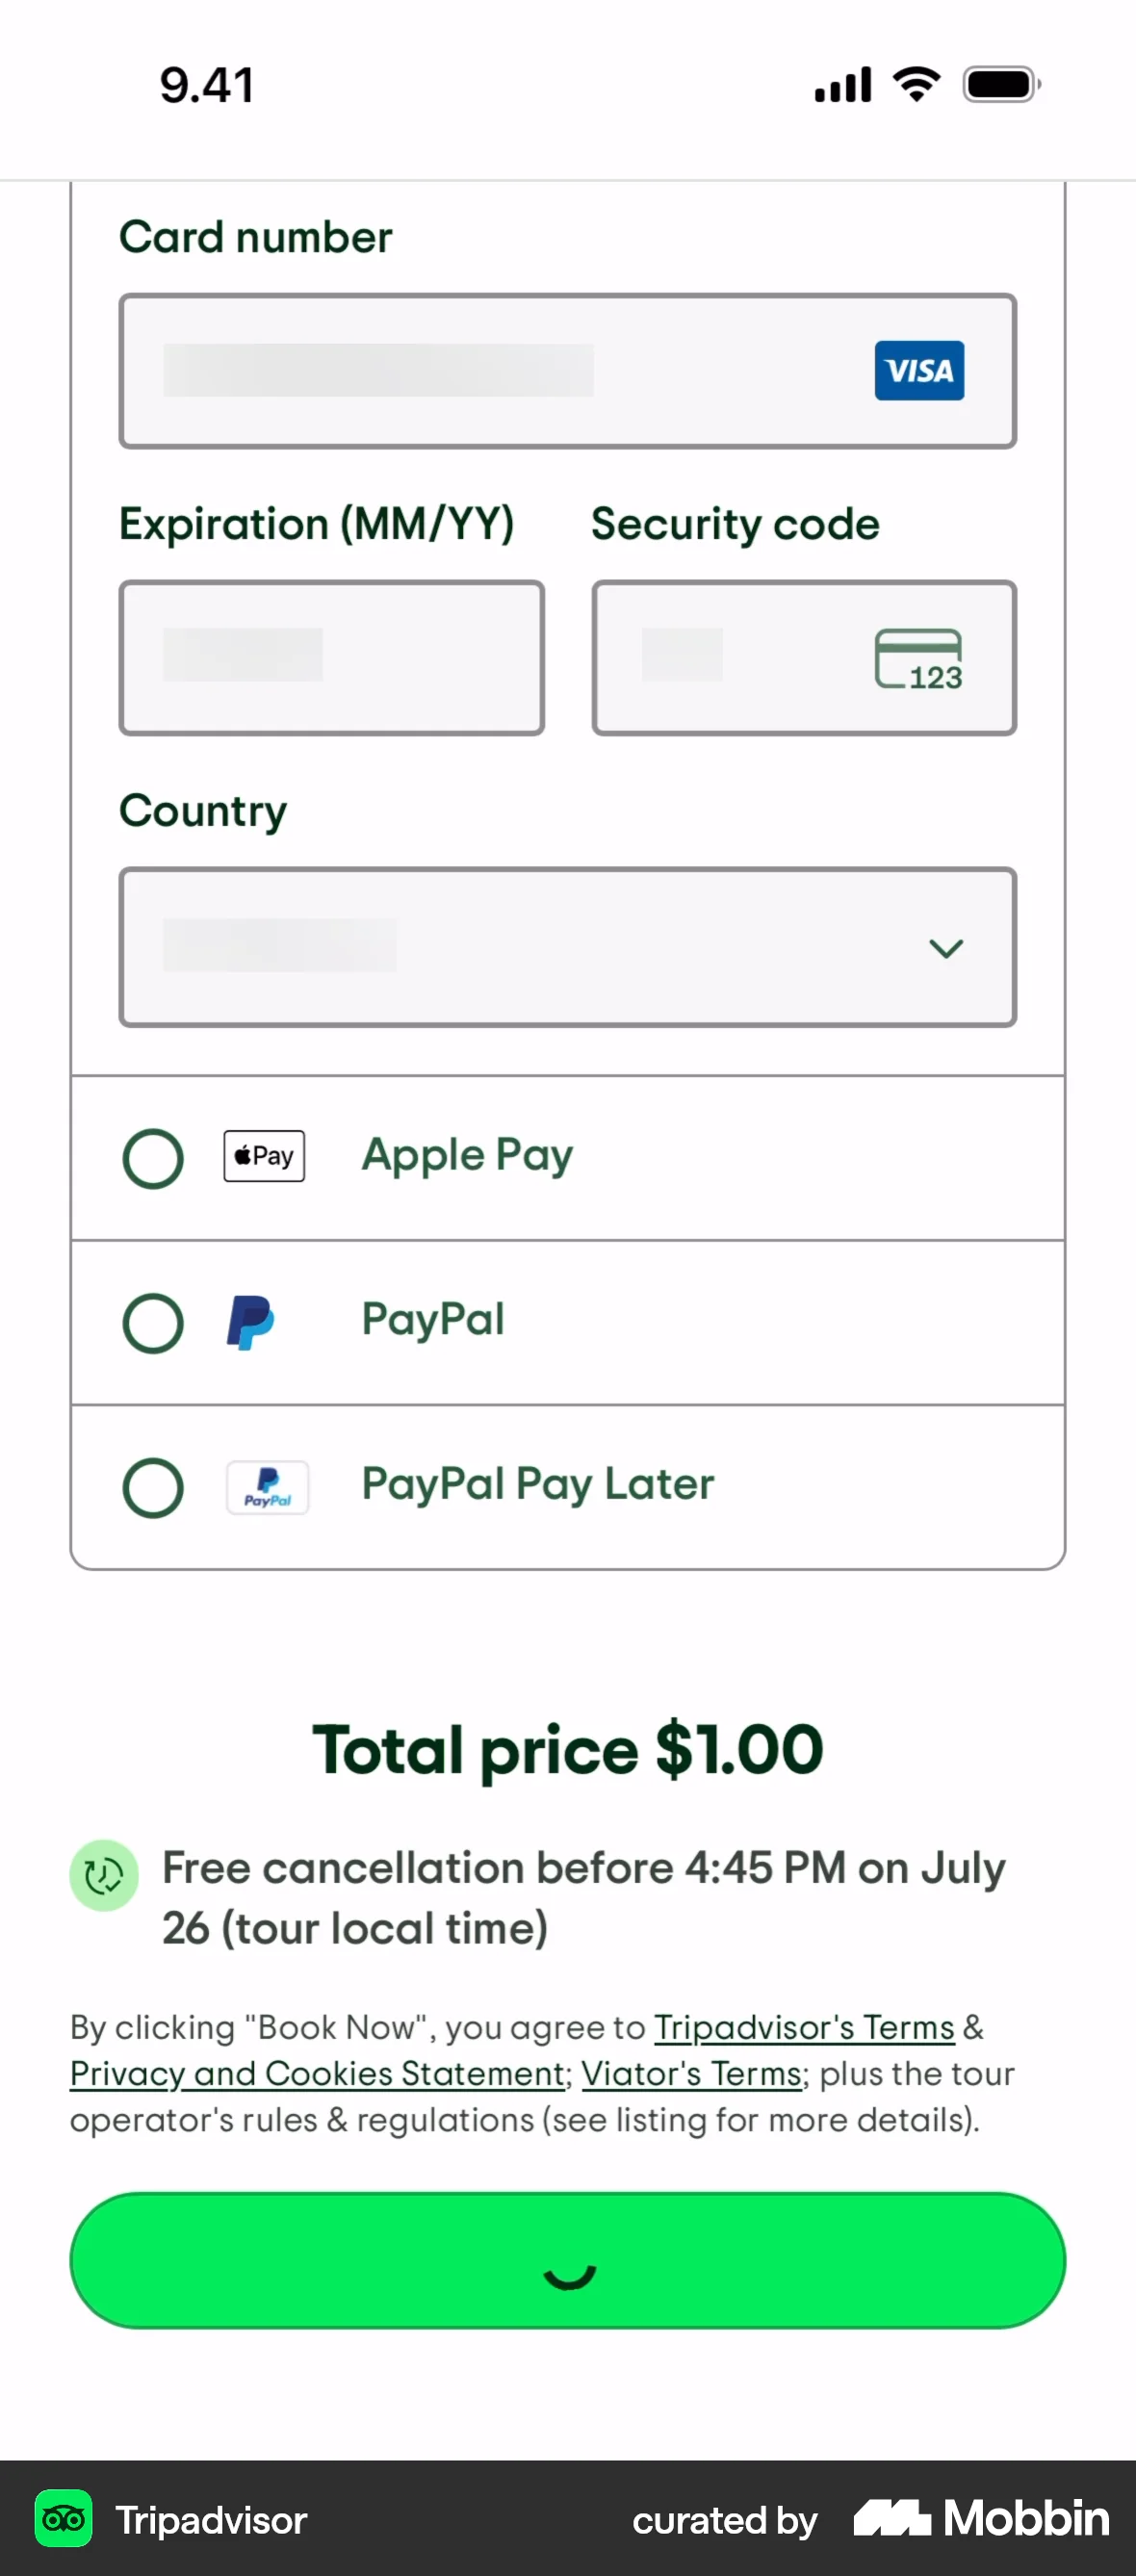 9.41
Card number
VISA
Expiration (MM/YY)
Security code
123
Country
Pay
Apple Pay
PayPal
PayPal
PayPal Pay Later
Total price $1.00
Free cancellation before 4:45 PM on July
26 (tour local time)
By clicking "Book Now", you agree to Tripadvisor's Terms &
Privacy and Cookies Statement; Viator's Terms; plus the tour
operator's rules & regulations (see listing for more details).
Tripadvisor
curated by
Mobbin